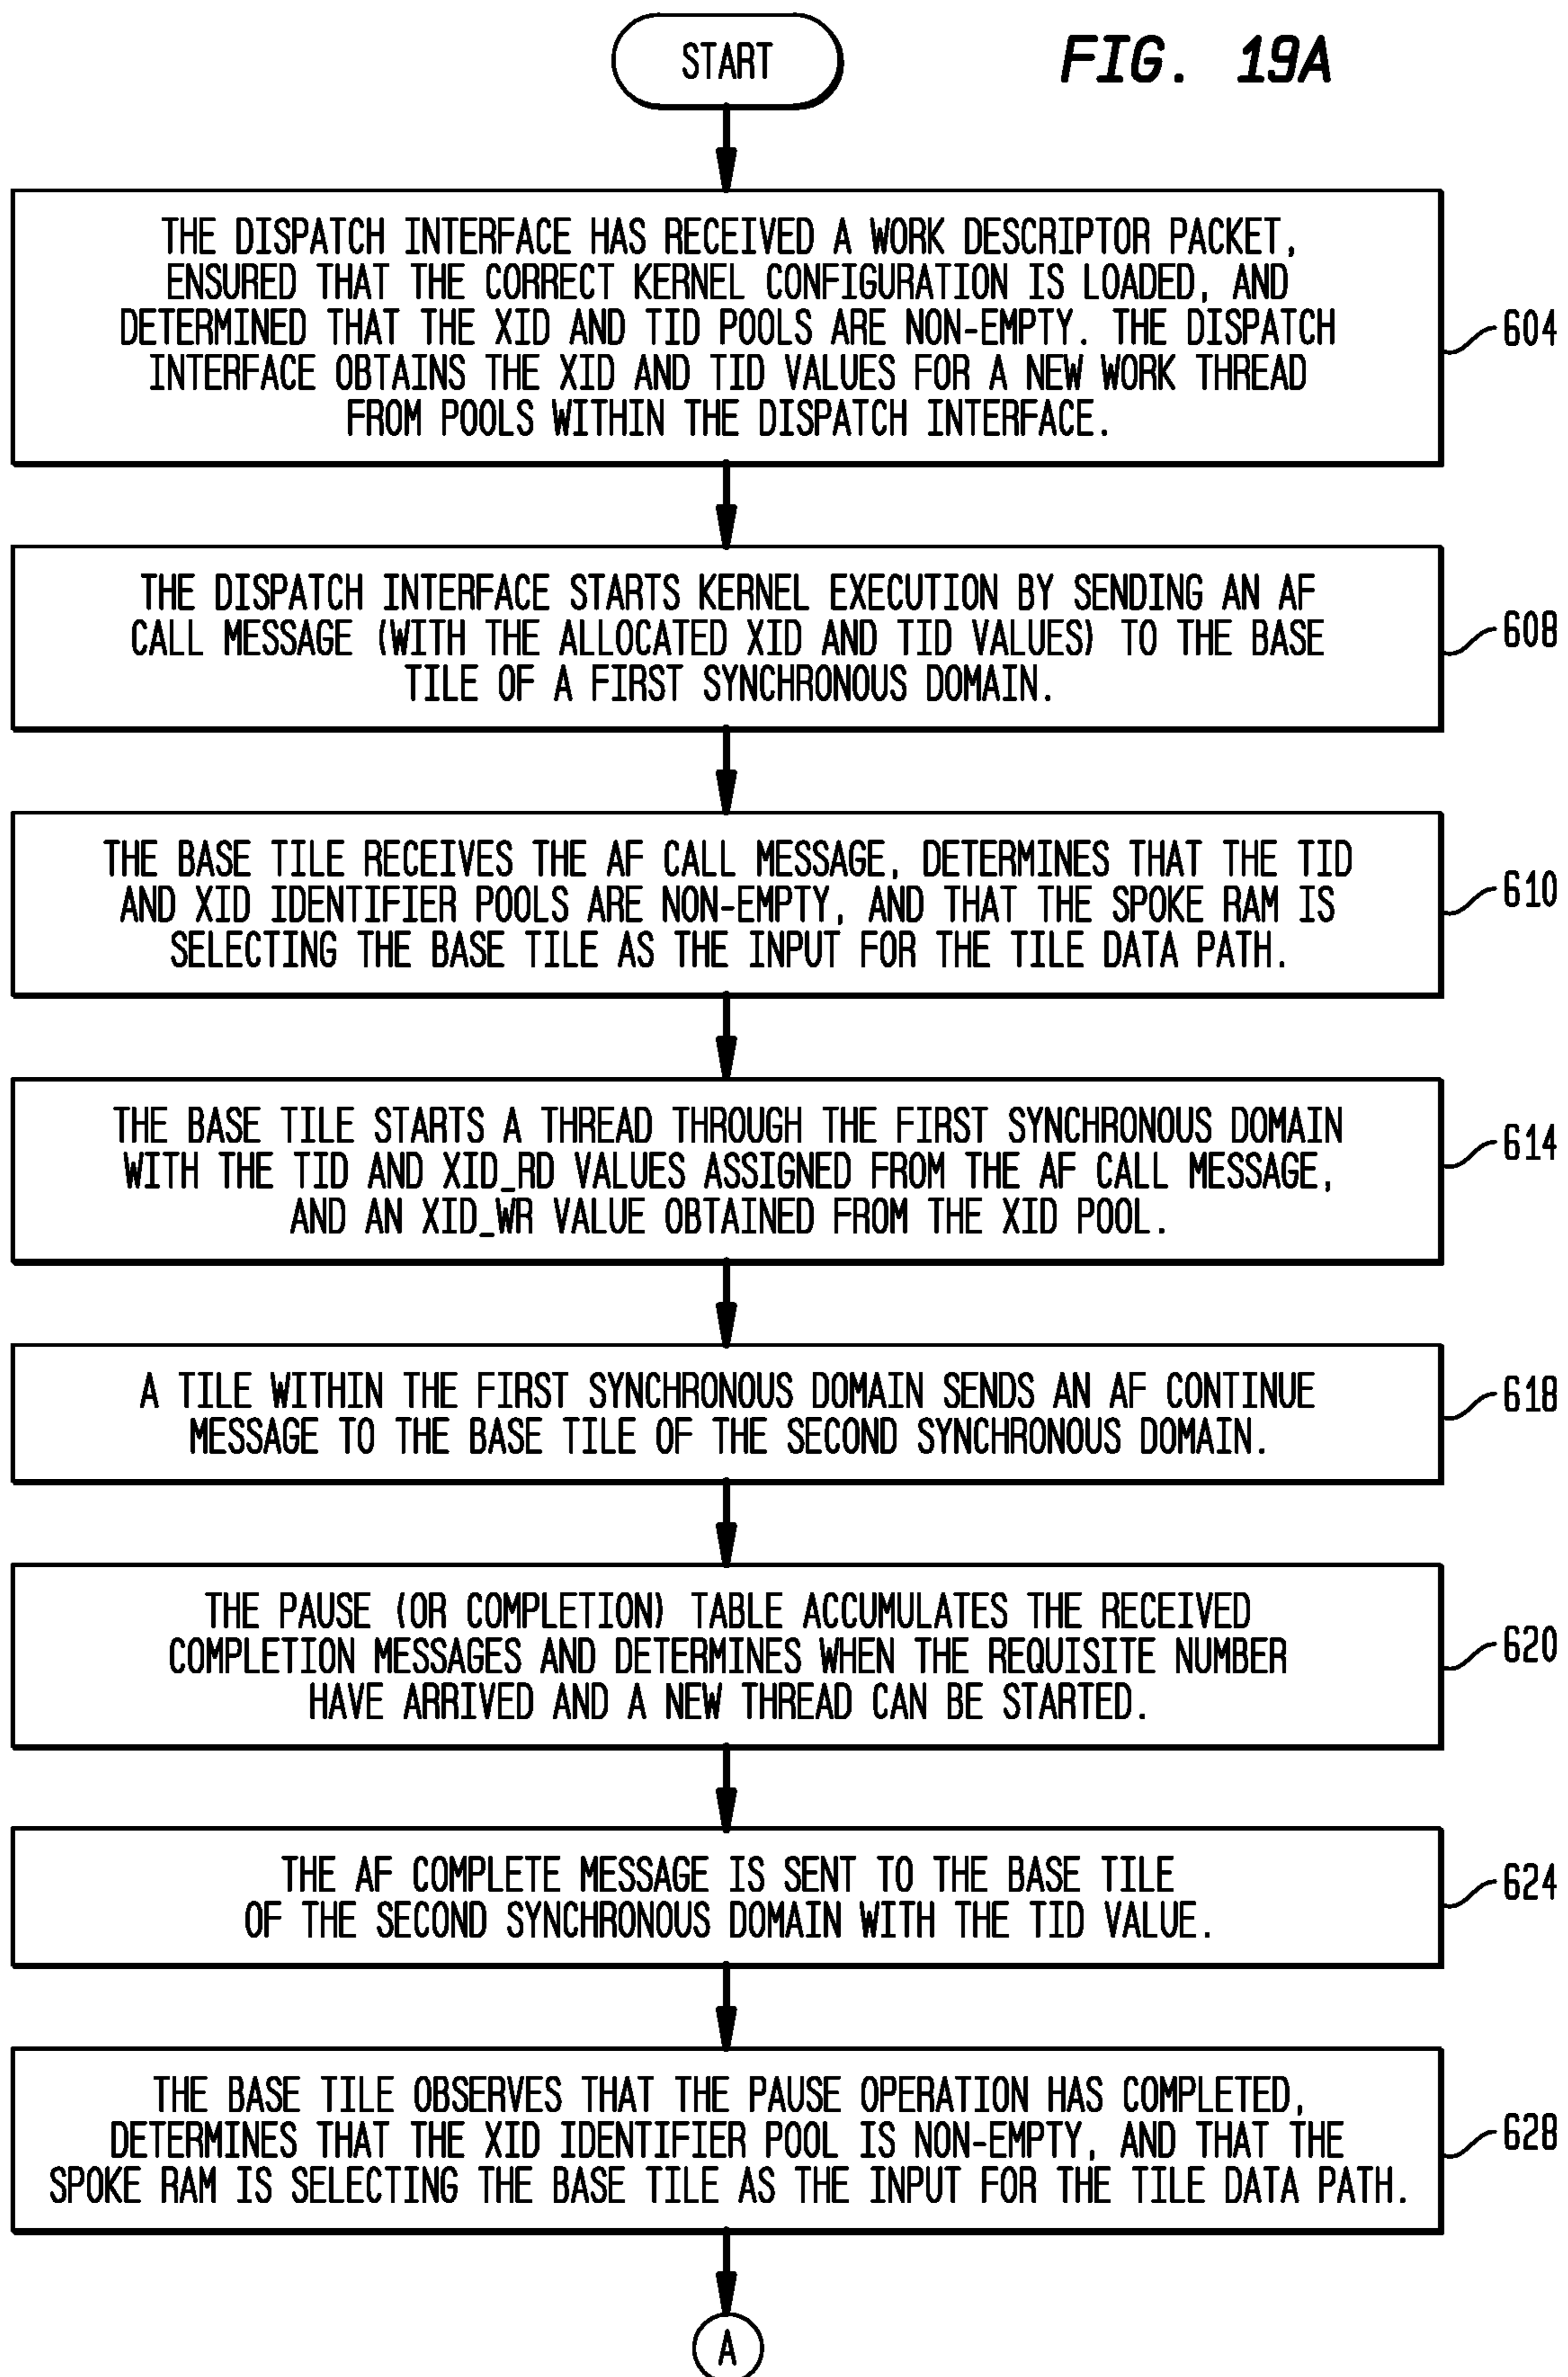 START
FIG. 19A
THE DISPATCH INTERFACE HAS RECEIVED A WORK DESCRIPTOR PACKET,
ENSURED THAT THE CORRECT KERNEL CONFIGURATION IS LOADED, AND
DETERMINED THAT THE XID AND TID POOLS ARE NON-EMPTY. THE DISPATCH
INTERFACE OBTAINS THE XID AND TID VALUES FOR A NEW WORK THREAD
FROM POOLS WITHIN THE DISPATCH INTERFACE.
604
THE DISPATCH INTERFACE STARTS KERNEL EXECUTION BY SENDING AN AF
CALL MESSAGE (WITH THE ALLOCATED XID AND TID VALUES) TO THE BASE
TILE OF A FIRST SYNCHRONOUS DOMAIN.
608
THE BASE TILE RECEIVES THE AF CALL MESSAGE, DETERMINES THAT THE TID
AND XID IDENTIFIER POOLS ARE NON-EMPTY, AND THAT THE SPOKE RAM IS
SELECTING THE BASE TILE AS THE INPUT FOR THE TILE DATA PATH.
610
THE BASE TILE STARTS A THREAD THROUGH THE FIRST SYNCHRONOUS DOMAIN
WITH THE TID AND XID_RD VALUES ASSIGNED FROM THE AF CALL MESSAGE,
AND AN XID_WR VALUE OBTAINED FROM THE XID POOL.
614
A TILE WITHIN THE FIRST SYNCHRONOUS DOMAIN SENDS AN AF CONTINUE
MESSAGE TO THE BASE TILE OF THE SECOND SYNCHRONOUS DOMAIN.
618
THE PAUSE (OR COMPLETION) TABLE ACCUMULATES THE RECEIVED
COMPLETION MESSAGES AND DETERMINES WHEN THE REQUISITE NUMBER
HAVE ARRIVED AND A NEW THREAD CAN BE STARTED.
620
THE AF COMPLETE MESSAGE IS SENT TO THE BASE TILE
OF THE SECOND SYNCHRONOUS DOMAIN WITH THE TID VALUE.
624
THE BASE TILE OBSERVES THAT THE PAUSE OPERATION HAS COMPLETED,
DETERMINES THAT THE XID IDENTIFIER POOL IS NON-EMPTY, AND THAT THE
SPOKE RAM IS SELECTING THE BASE TILE AS THE INPUT FOR THE TILE DATA PATH.
628
A